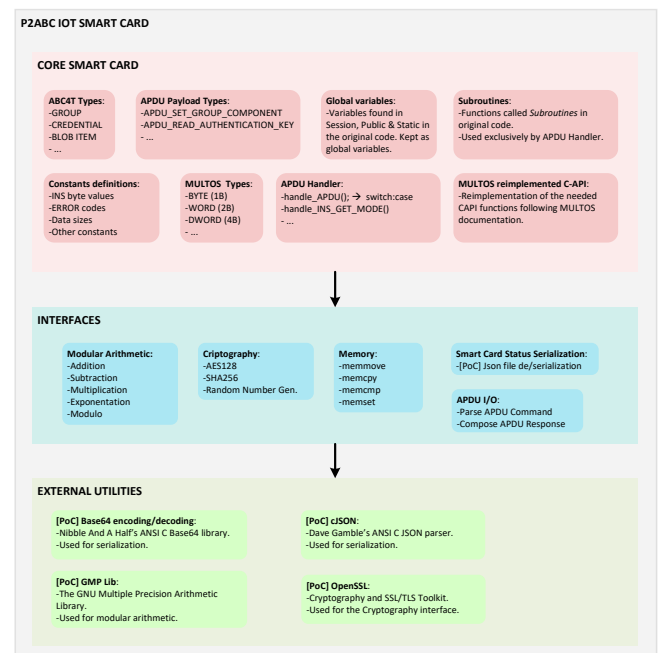 P2ABC IOT SMART CARD
CORE SMART CARD
ABC4T Types:
-GROUP
-CREDENTIAL
-BLOB ITEM
- ...
APDU Payload Types:
-APDU_SET_GROUP_COMPONENT
-APDU_READ_AUTHENTICATION_KEY
- ...
Global variables:
-Variables found in
Session, Public & Static in
the original code. Kept as
global variables.
Subroutines:
-Functions called Subroutines in
original code.
-Used exclusively by APDU Handler.
Constants definitions:
-INS byte values
-ERROR codes
-Data sizes
-Other constants
MULTOS Types:
-BYTE (1B)
-WORD (2B)
-DWORD (4B)
- ...
APDU Handler:
-handle_APDU(); → switch:case
-handle_INS_GET_MODE()
- ...
MULTOS reimplemented C-API:
-Reimplementation of the needed
CAPI functions following MULTOS
documentation.
INTERFACES
Modular Arithmetic:
-Addition
-Subtraction
-Multiplication
-Exponentation
-Modulo
Criptography:
-AES128
-SHA256
-Random Number Gen.
Memory:
-memmove
-memcpy
-memcmp
-memset
Smart Card Status Serialization:
-[PoC] Json file de/serialization
APDU I/O:
-Parse APDU Command
-Compose APDU Response
EXTERNAL UTILITIES
[PoC] Base64 encoding/decoding:
-Nibble And A Half's ANSI C Base64 library.
-Used for serialization.
[PoC] cJSON:
-Dave Gamble's ANSI C JSON parser.
-Used for serialization.
[PoC] GMP Lib:
-The GNU Multiple Precision Arithmetic
Library.
-Used for modular arithmetic.
[PoC] OpenSSL:
-Cryptography and SSL/TLS Toolkit.
-Used for the Cryptography interface.